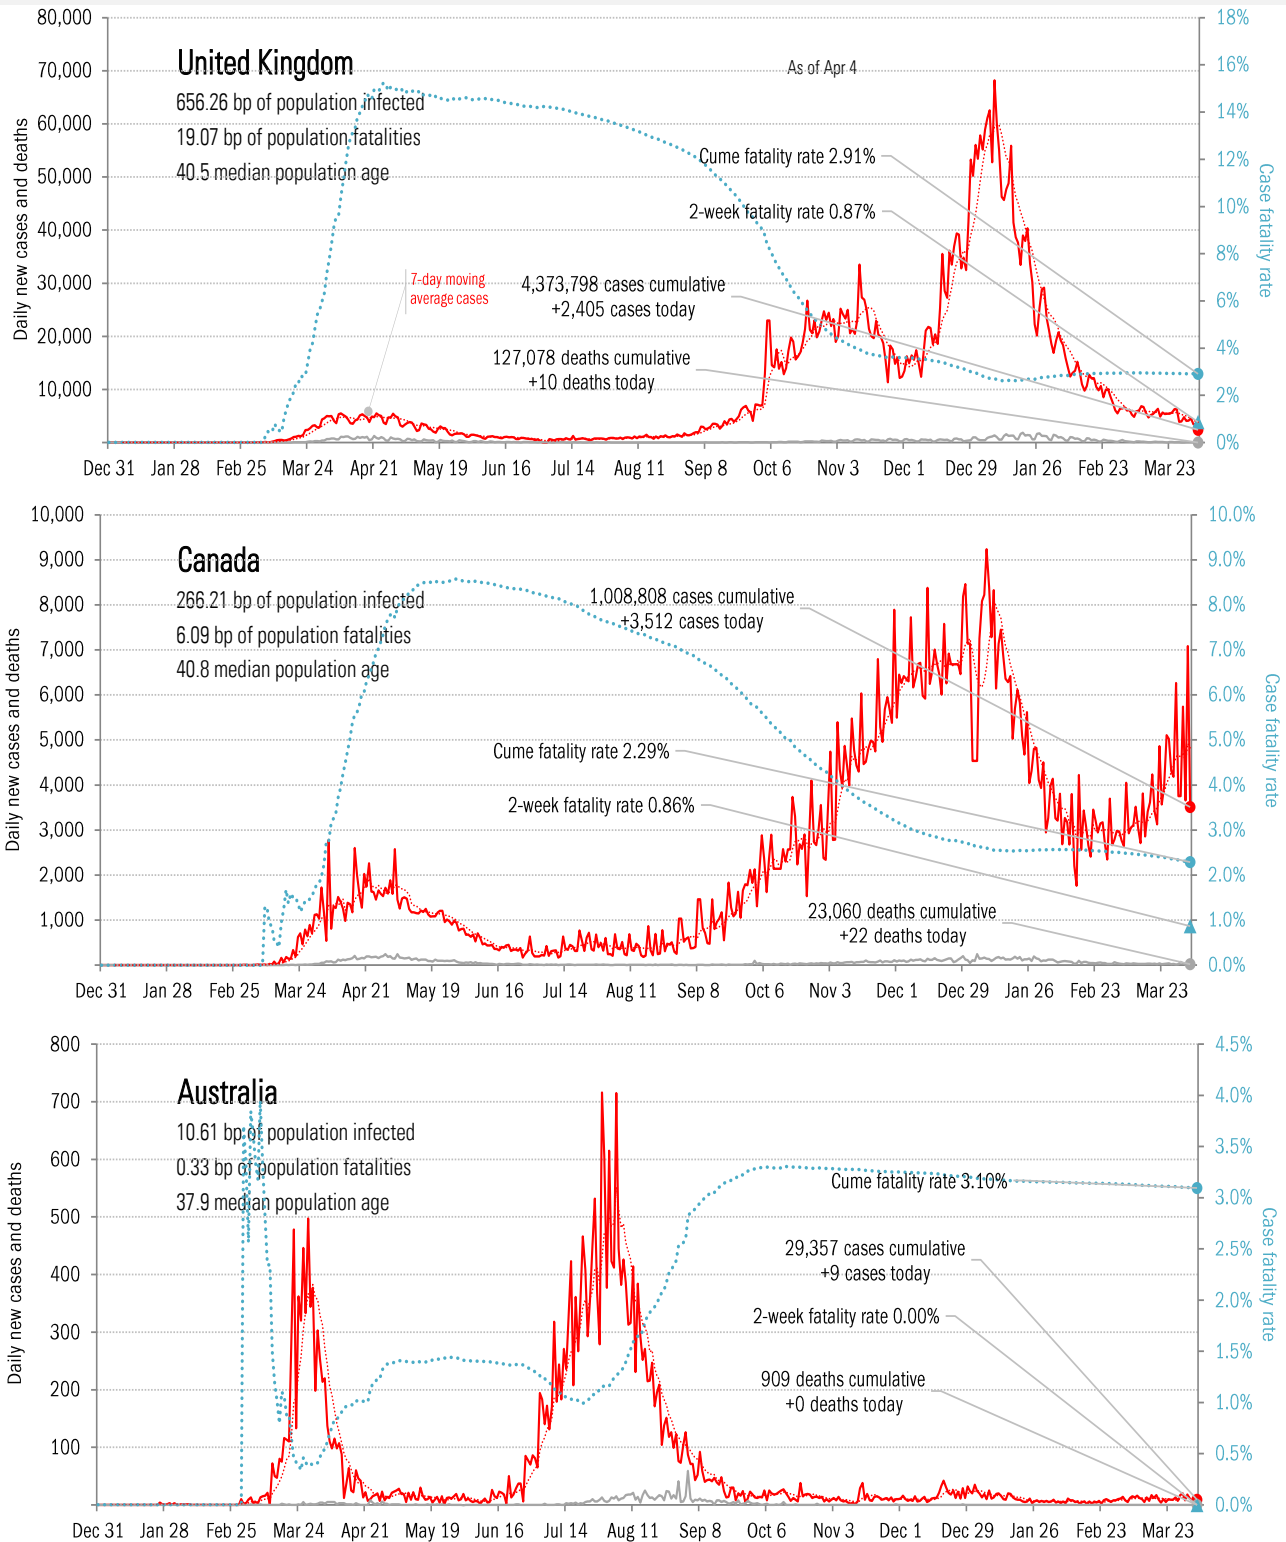 80,000
70,000
60,000
50,000
40,000
30,000
20,000
10,000
Daily new cases and deaths
United Kingdom
656.26 bp of population infected
19.07 bp of population fatalities
40.5 median population age
As of Apr 4
Cume fatality rate 2.91%
2-week fatality rate 0.87%
7-day moving
average cases
4,373,798 cases cumulative
+2,405 cases today
127,078 deaths cumulative
+10 deaths today
18%
16%
14%
12%
10%
8%
6%
4%
2%
0%
Case fatality rate
Dec 31 Jan 28 Feb 25 Mar 24 Apr 21 May 19 Jun 16 Jul 14 Aug 11 Sep 8 Oct 6 Nov 3 Dec 1 Dec 29 Jan 26 Feb 23 Mar 23
10,000
9,000
8,000
7,000
6,000
5,000
4,000
3,000
2,000
1,000
Daily new cases and deaths
Canada
266.21 bp of population infected
6.09 bp of population fatalities
40.8 median population age
1,008,808 cases cumulative
+3,512 cases today
Cume fatality rate 2.29%
2-week fatality rate 0.86%
23,060 deaths cumulative
+22 deaths today
10.0%
9.0%
8.0%
7.0%
6.0%
5.0%
4.0%
3.0%
2.0%
1.0%
0.0%
Case fatality rate
Dec 31 Jan 28 Feb 25 Mar 24 Apr 21 May 19 Jun 16 Jul 14 Aug 11 Sep 8 Oct 6 Nov 3 Dec 1 Dec 29 Jan 26 Feb 23 Mar 23
800
700
600
500
400
300
200
100
Daily new cases and deaths
Australia
10.61 bp of population infected
0.33 bp of population fatalities
37.9 median population age
Cume fatality rate 3.10%
29,357 cases cumulative
+9 cases today
2-week fatality rate 0.00%
909 deaths cumulative
+0 deaths today
4.5%
4.0%
3.5%
3.0%
2.5%
2.0%
1.5%
1.0%
0.5%
0.0%
Case fatality rate
Dec 31 Jan 28 Feb 25 Mar 24 Apr 21 May 19 Jun 16 Jul 14 Aug 11 Sep 8 Oct 6 Nov 3 Dec 1 Dec 29 Jan 26 Feb 23 Mar 23